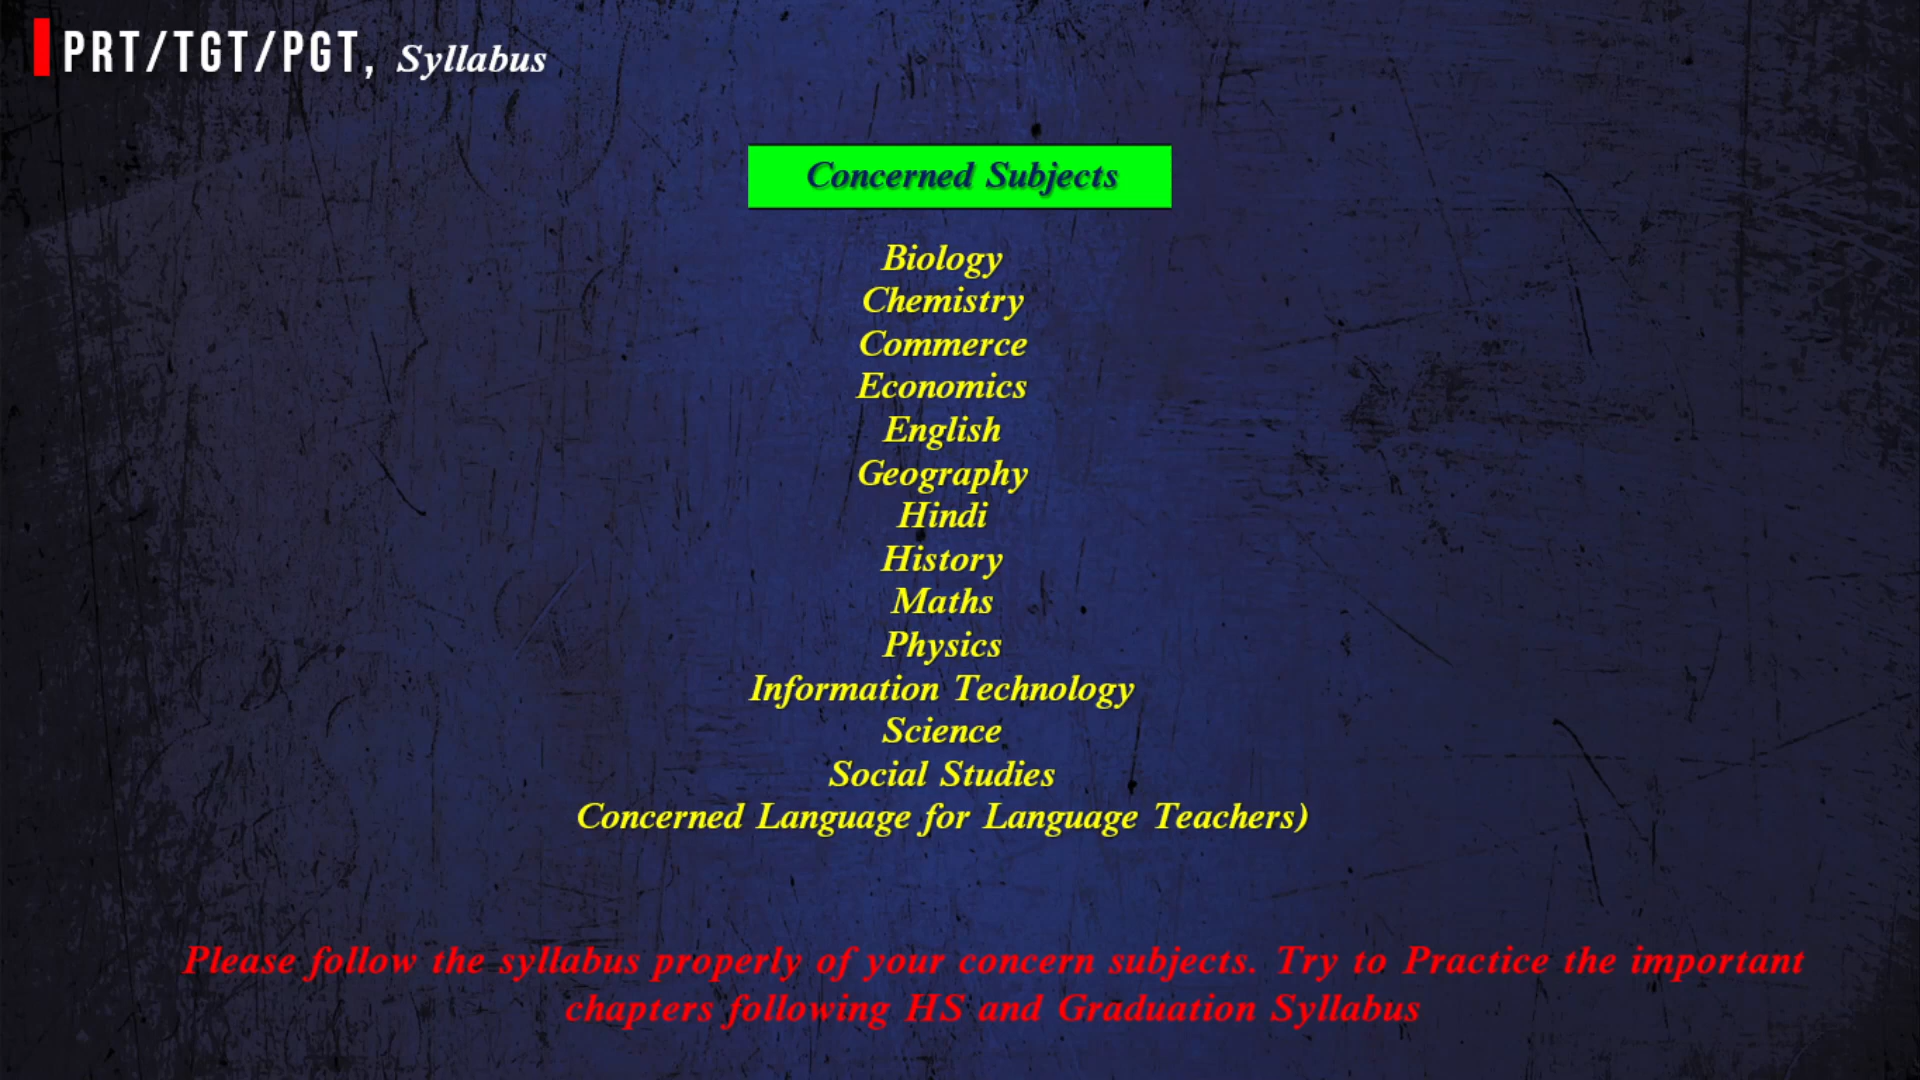 PRT/TGT/PGT, Syllabus
Concerned Subjects
Biology
Chemistry
Commerce
Economics
English
Geography
Hindi
History
Maths
Physics
Information Technology
Science
Social Studies
Concerned Language for Language Teachers)
Please follow the syllabus properly of your concern subjects. Try to Practice the important
chapters following HS and Graduation Syllabus